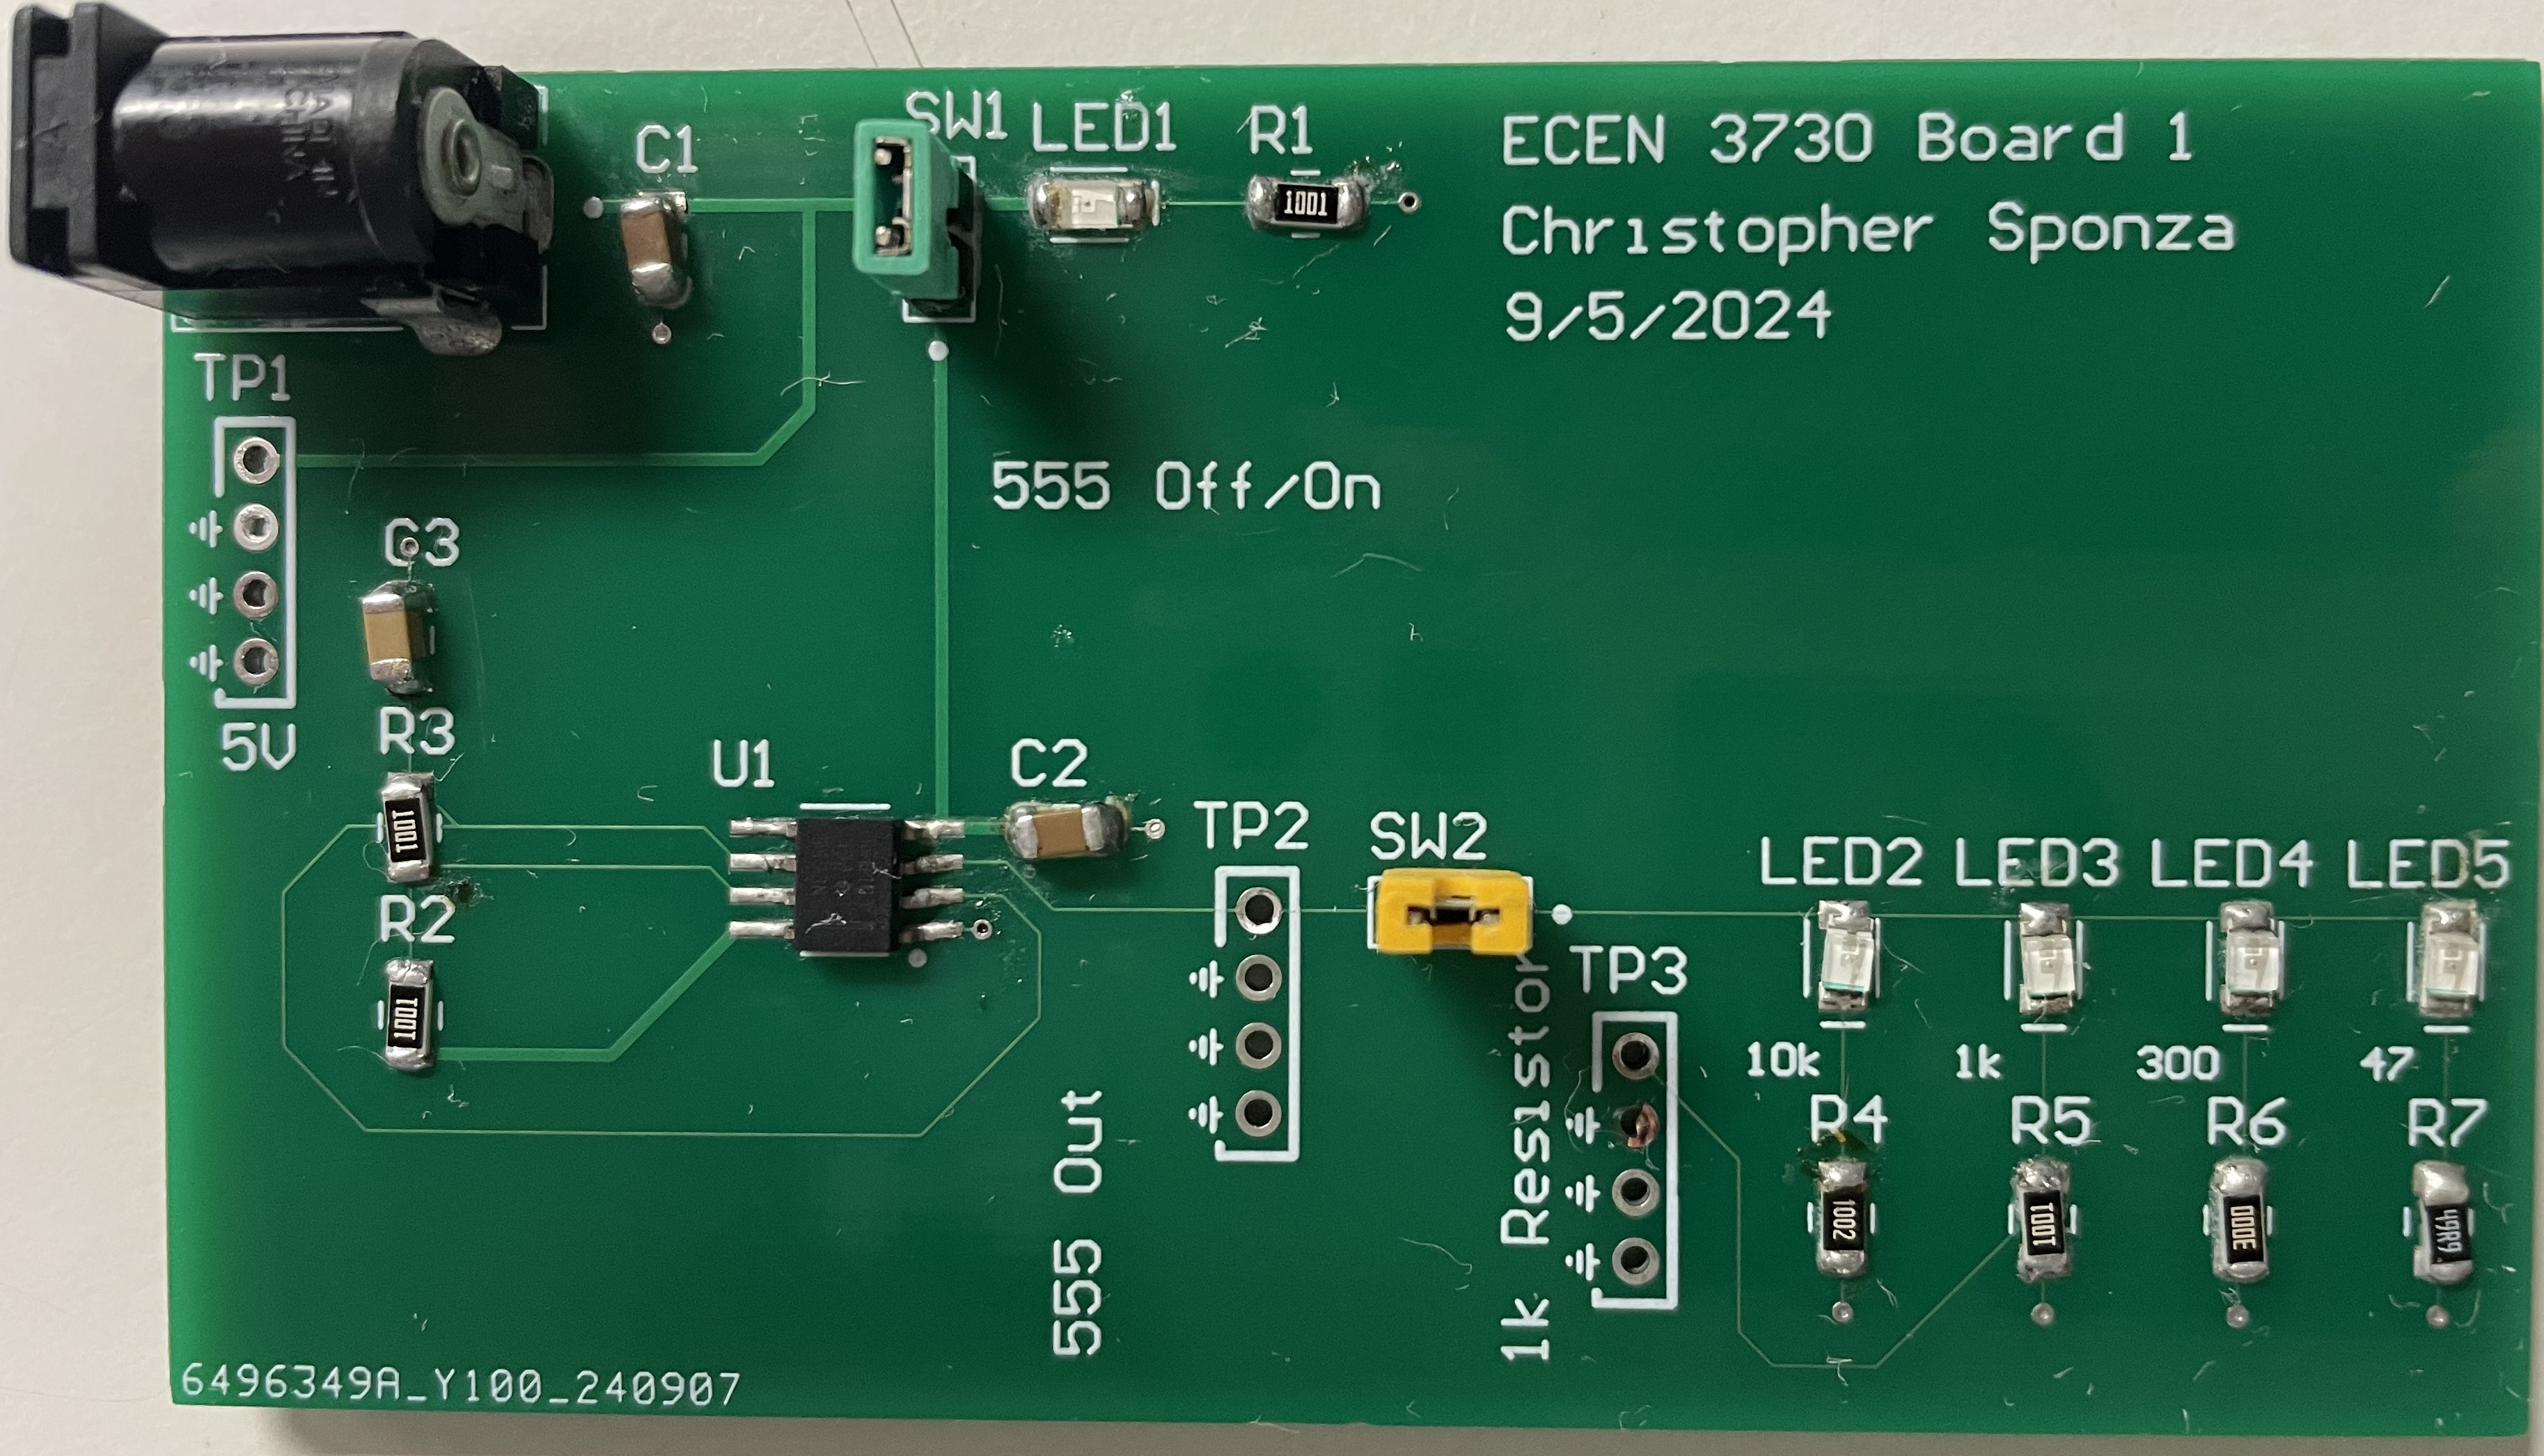 CHINA
C1
SW1
LED1
R1
1001
ECEN 3730 Board 1
Christopher Sponza
9/5/2024
TP1
5V
555 Off/On
C3
R3
1001
R2
1001
U1
C2
TP2
555 Out
SW2
TP3
1k Resistor
LED2
LED3
LED4
LED5
10k
1k
300
47
R4
R5
R6
R7
1002
1001
3000
49R9
6496349A_Y100_240907